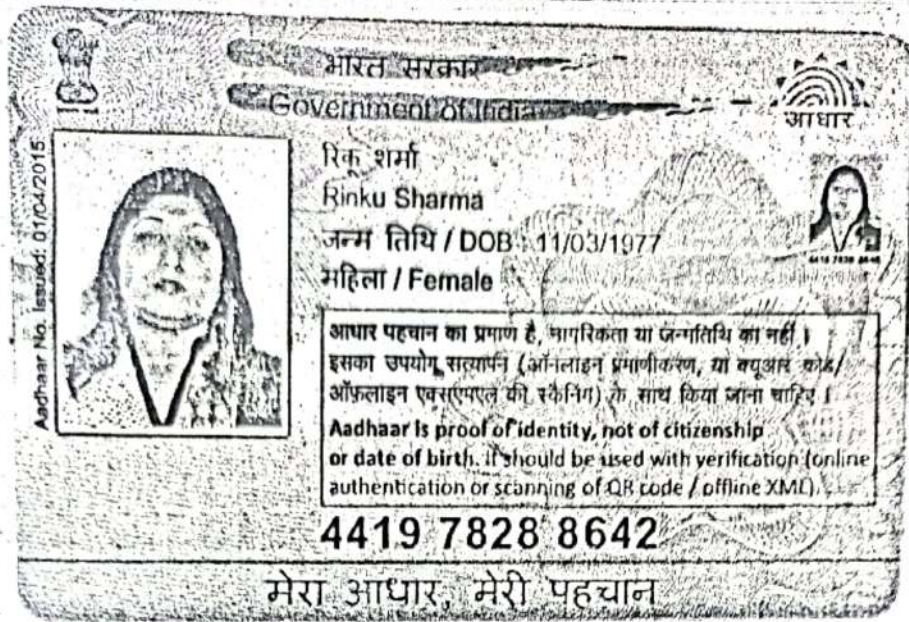 भारत सरकार
Government of India
आधार
Aadhaar No. Issued: 01/04/2015
रिंकू शर्मा
Rinku Sharma
जन्म तिथि / DOB : 11/03/1977
महिला / Female
आधार पहचान का प्रमाण है, नागरिकता या जन्मतिथि का नहीं ।
इसका उपयोग सत्यापन (ऑनलाइन प्रमाणीकरण, या क्यूआर कोड/
ऑफ़लाइन एक्सएमएल की स्कैनिंग) के साथ किया जाना चाहिए ।
Aadhaar is proof of identity, not of citizenship
or date of birth. It should be used with verification (online
authentication or scanning of QR code / offline XML).
4419 7828 8642
मेरा आधार, मेरी पहचान